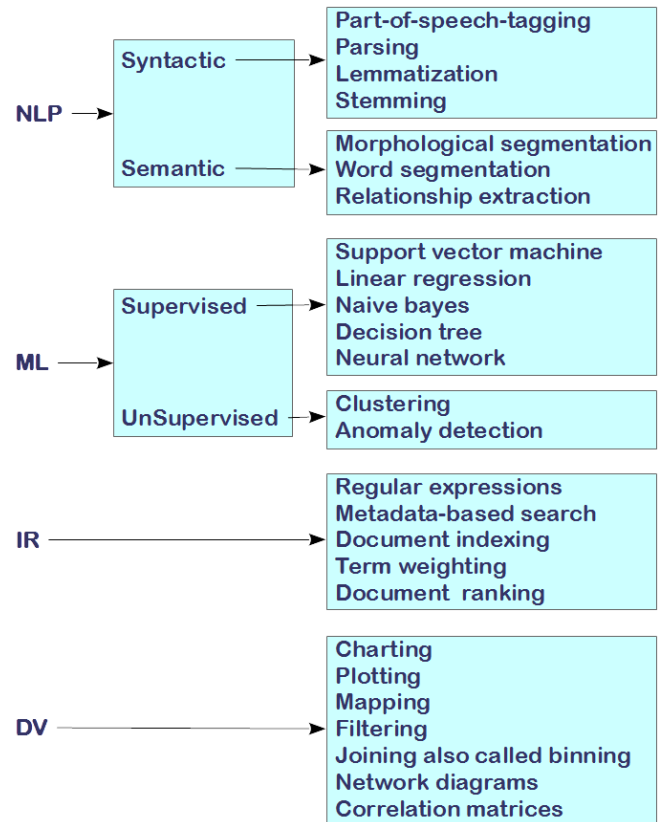 NLP
Syntactic
Part-of-speech-tagging
Parsing
Lemmatization
Stemming
Semantic
Morphological segmentation
Word segmentation
Relationship extraction
ML
Supervised
Support vector machine
Linear regression
Naive bayes
Decision tree
Neural network
UnSupervised
Clustering
Anomaly detection
IR
Regular expressions
Metadata-based search
Document indexing
Term weighting
Document ranking
DV
Charting
Plotting
Mapping
Filtering
Joining also called binning
Network diagrams
Correlation matrices